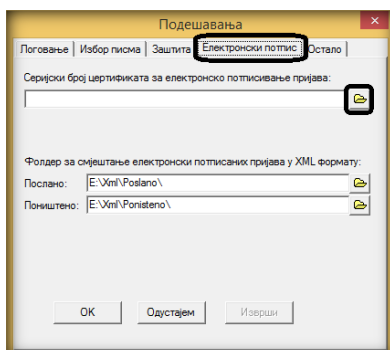 Подешавања
Логовање Избор писма Заштита Електронски потпис Остало
Серијски број цертификата за електронско потписивање пријава:
Фолдер за смјештање електронски потписаних пријава у XML формату:
Послано: E:\Xml\Poslano\
Поништено: E:\Xml\Ponisteno\
OK Одустајем Изврши